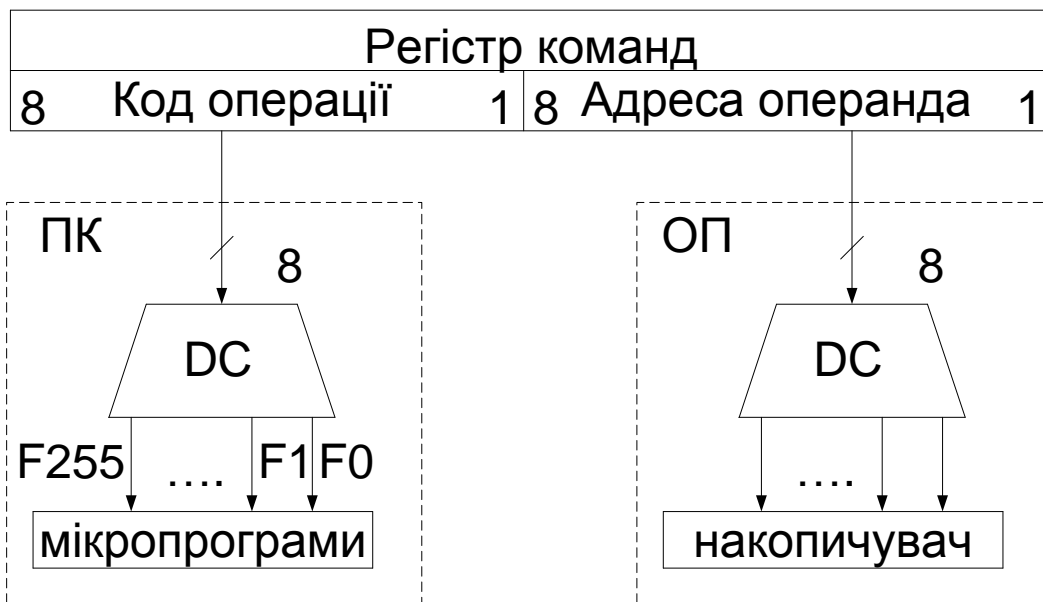 Регістр команд
8 Код операції 1 8 Адреса операнда 1
ПК ОП
8 8
DC DC
F255 .... F1 F0 ....
мікропрограми накопичувач